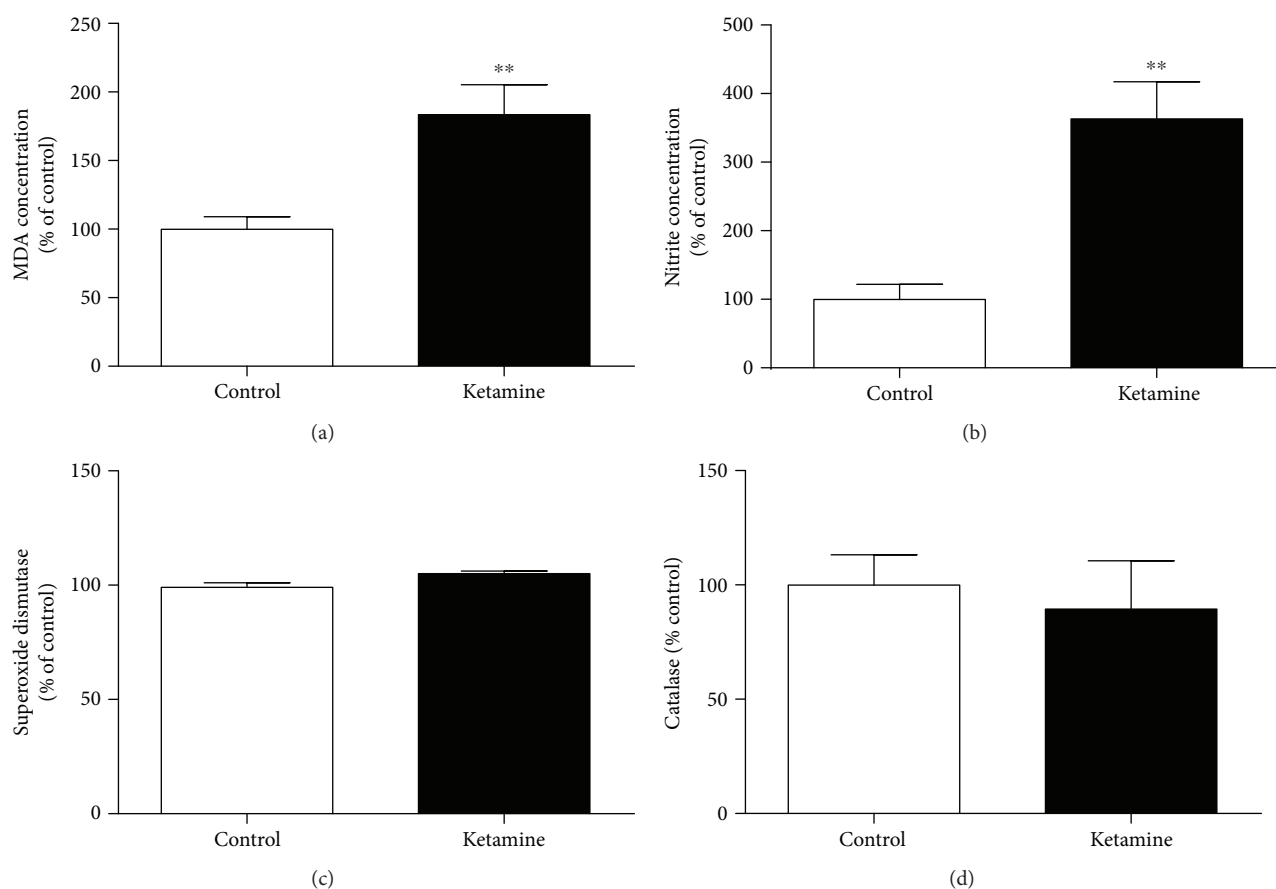 MDA concentration
(% of control)
250
200
150
100
50
0
**
Control
Ketamine
(a)
Nitrite concentration
(% of control)
500
400
300
200
100
0
**
Control
Ketamine
(b)
Superoxide dismutase
(% of control)
150
100
50
0
Control
Ketamine
(c)
Catalase (% control)
150
100
50
0
Control
Ketamine
(d)